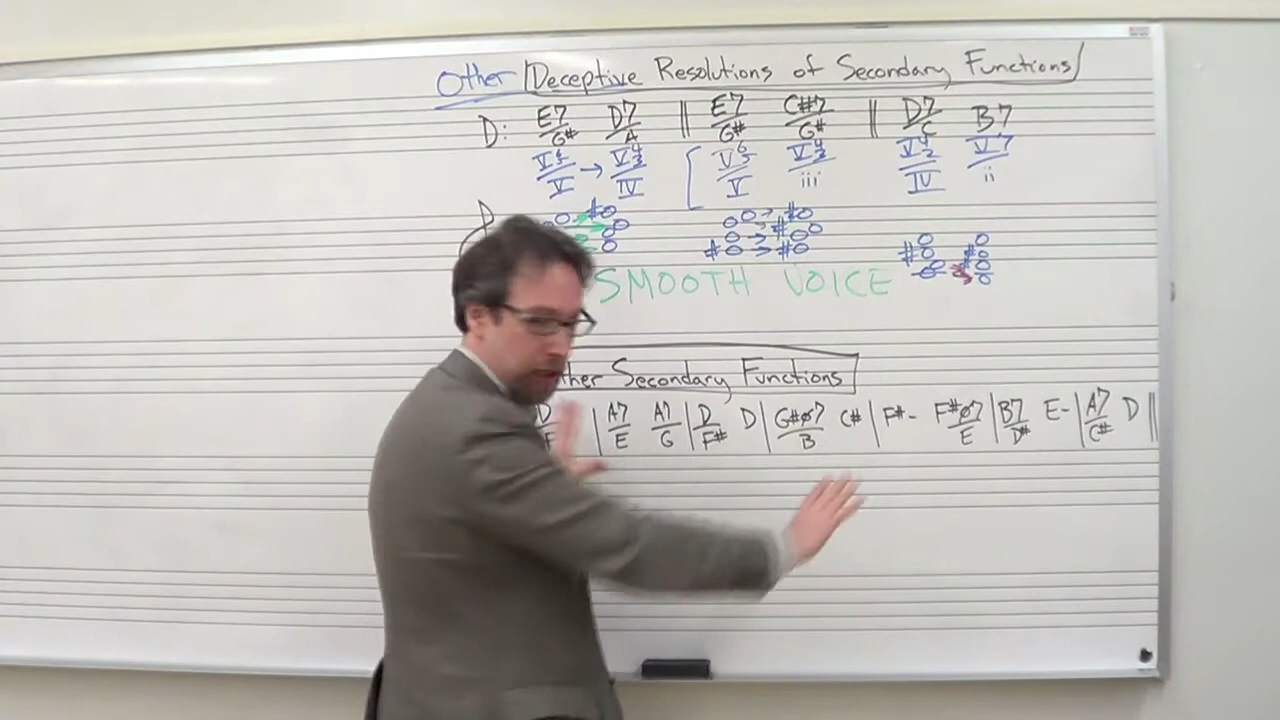 Other Deceptive Resolutions of Secondary Functions
D: E7/G# D7/A || E7/G# C#7/G# || D7/C B7
V6/5/V → V4/3/IV [ V6/5/V V4/3/iii V4/2/IV V7/ii
SMOOTH VOICE
Secondary Functions
D | A7/E A7/G | D/F# D | G#ø7/B C# | F#- F#ø7/E | B7/D# E- | A7/C# D ||